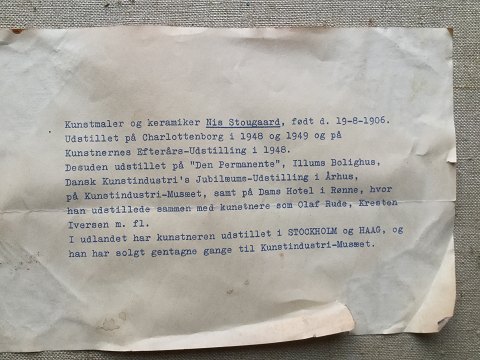 Kunstmaler og keramiker Nis Stougaard, født d. 19-8-1906.
Udstillet på Charlottenborg i 1948 og 1949 og på
Kunstnernes Efterårs-Udstilling i 1948.
Desuden udstillet på "Den Permanente", Illums Bolighus,
Dansk Kunstindustri's Jubilæums-Udstilling i Århus,
på Kunstindustri-Musæet, samt på Dams Hotel i Rønne, hvor
han udstillede sammen med kunstnere som Olaf Rude, Kresten
Iversen m. fl.
I udlandet har kunstneren udstillet i STOCKHOLM og HAAG, og
han har solgt gentagne gange til Kunstindustri-Musæet.